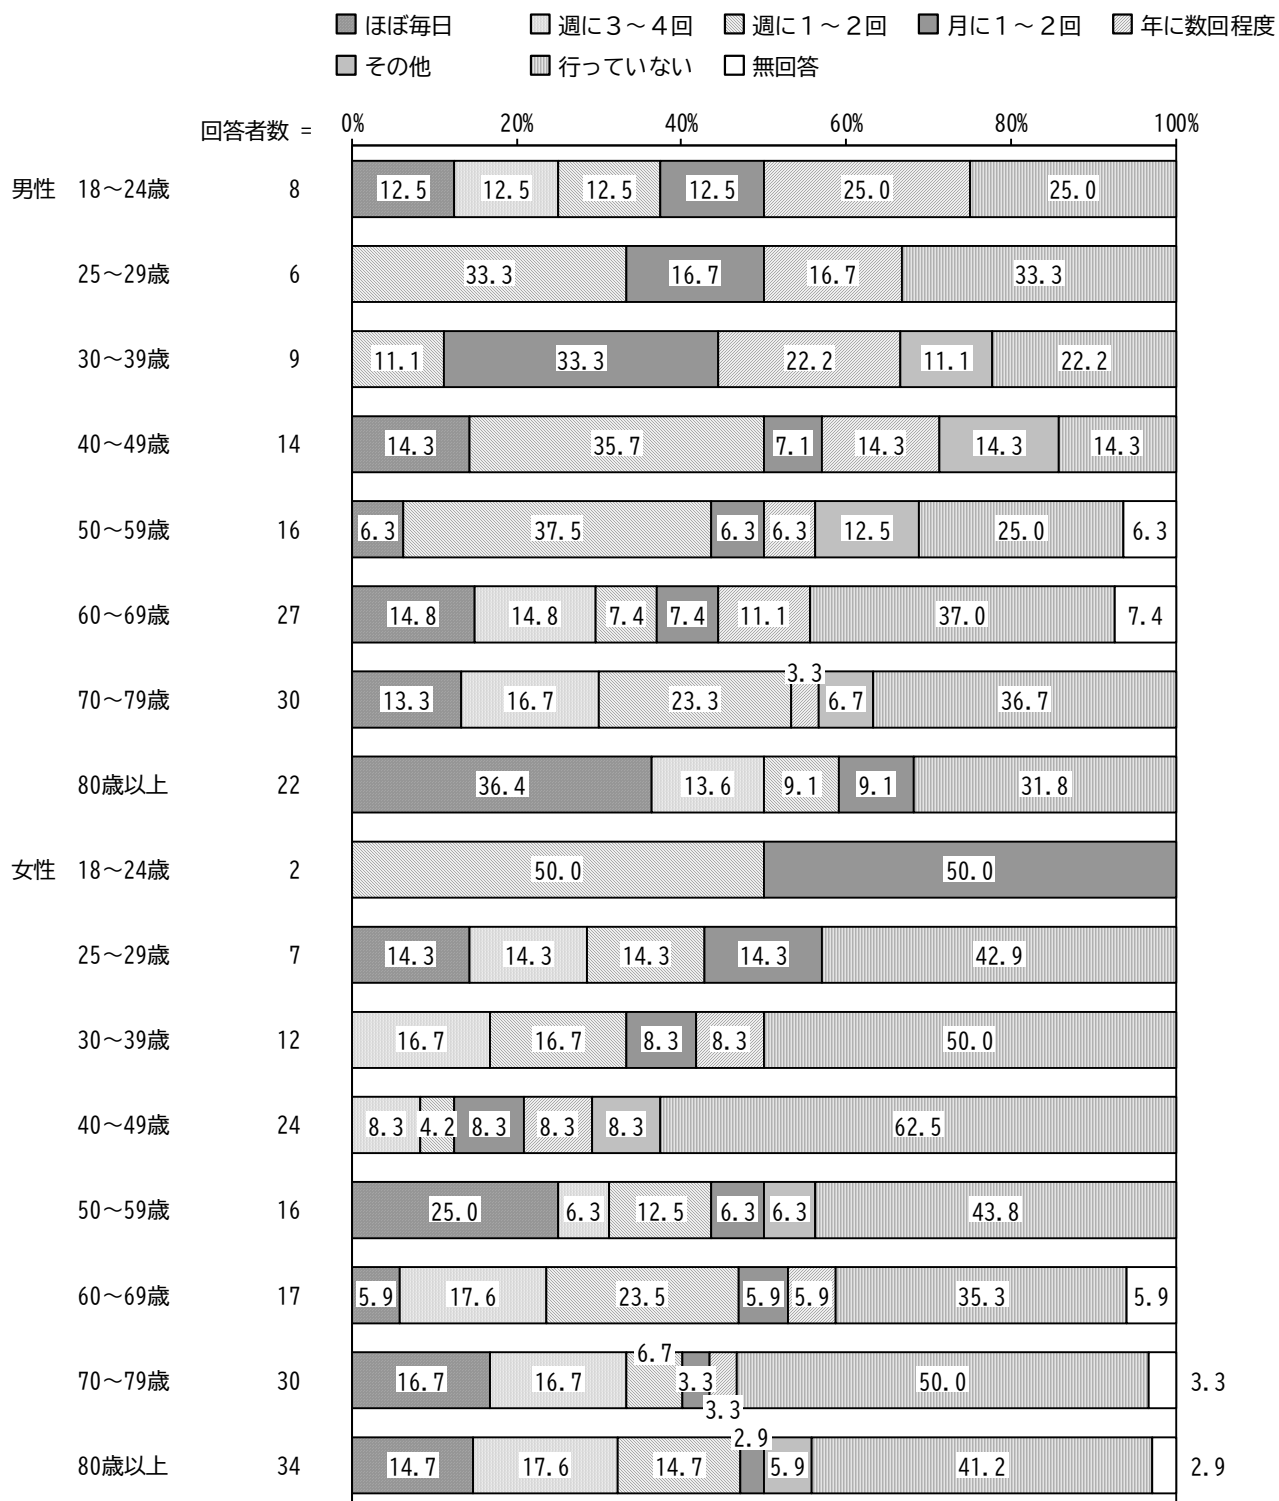 ほぼ毎日 週に３～４回 週に１～２回 月に１～２回 年に数回程度
その他 行っていない 無回答
回答者数 = 0% 20% 40% 60% 80% 100%
男性 18～24歳 8 12.5 12.5 12.5 12.5 25.0 25.0
25～29歳 6 33.3 16.7 16.7 33.3
30～39歳 9 11.1 33.3 22.2 11.1 22.2
40～49歳 14 14.3 35.7 7.1 14.3 14.3 14.3
50～59歳 16 6.3 37.5 6.3 6.3 12.5 25.0 6.3
60～69歳 27 14.8 14.8 7.4 7.4 11.1 37.0 7.4
70～79歳 30 13.3 16.7 23.3 3.3 6.7 36.7
80歳以上 22 36.4 13.6 9.1 9.1 31.8
女性 18～24歳 2 50.0 50.0
25～29歳 7 14.3 14.3 14.3 14.3 42.9
30～39歳 12 16.7 16.7 8.3 8.3 50.0
40～49歳 24 8.3 4.2 8.3 8.3 8.3 62.5
50～59歳 16 25.0 6.3 12.5 6.3 6.3 43.8
60～69歳 17 5.9 17.6 23.5 5.9 5.9 35.3 5.9
70～79歳 30 16.7 16.7 6.7 3.3 3.3 50.0 3.3
80歳以上 34 14.7 17.6 14.7 2.9 5.9 41.2 2.9